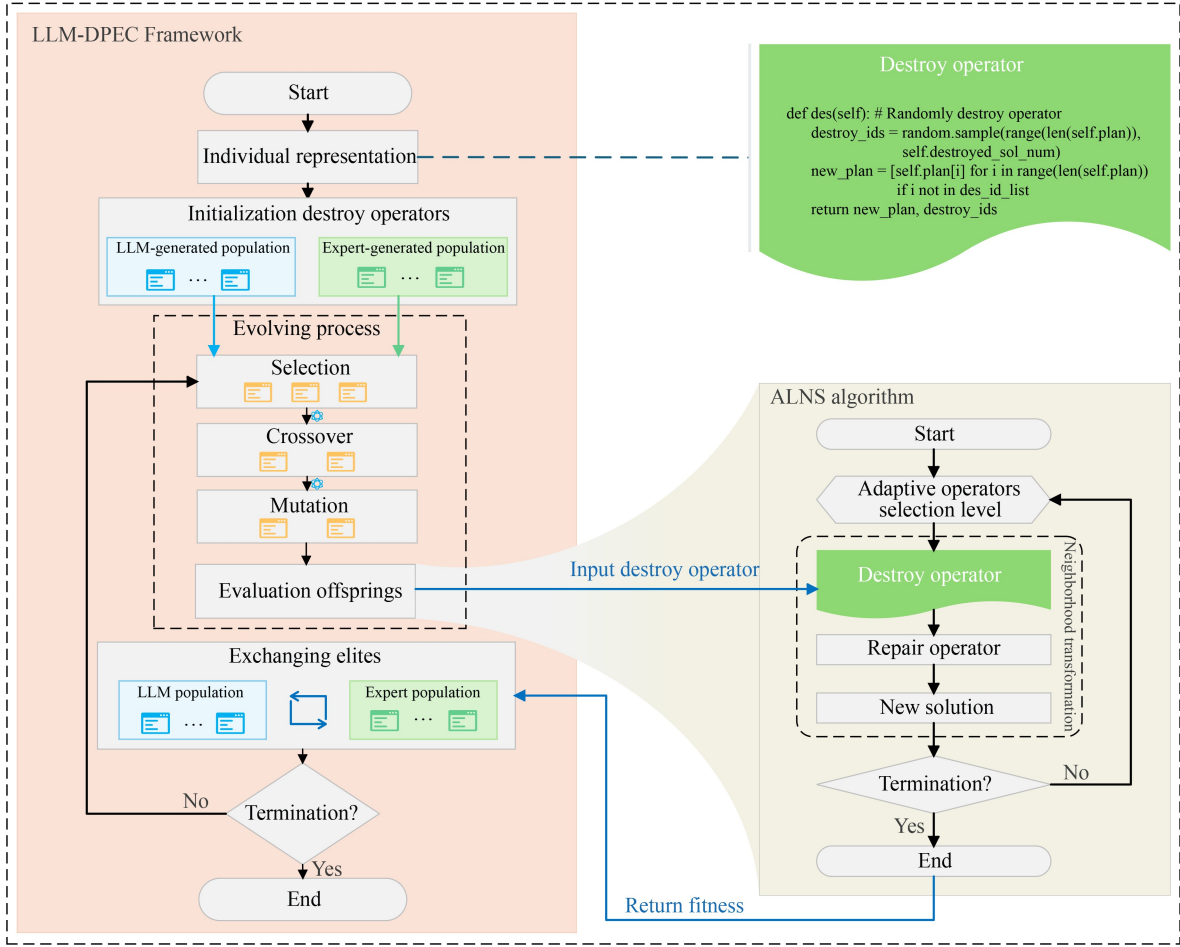 LLM-DPEC Framework
Start
Individual representation
Initialization destroy operators
LLM-generated population
Expert-generated population
...
...
Evolving process
Selection
Crossover
Mutation
Evaluation offsprings
Exchanging elites
LLM population
Expert population
...
...
Termination?
No
Yes
End
Destroy operator
def des(self): # Randomly destroy operator
destroy_ids = random.sample(range(len(self.plan)),
self.destroyed_sol_num)
new_plan = [self.plan[i] for i in range(len(self.plan))
if i not in des_id_list
return new_plan, destroy_ids
Input destroy operator
Return fitness
ALNS algorithm
Start
Adaptive operators
selection level
Destroy operator
Repair operator
New solution
Neighborhood transformation
Termination?
No
Yes
End